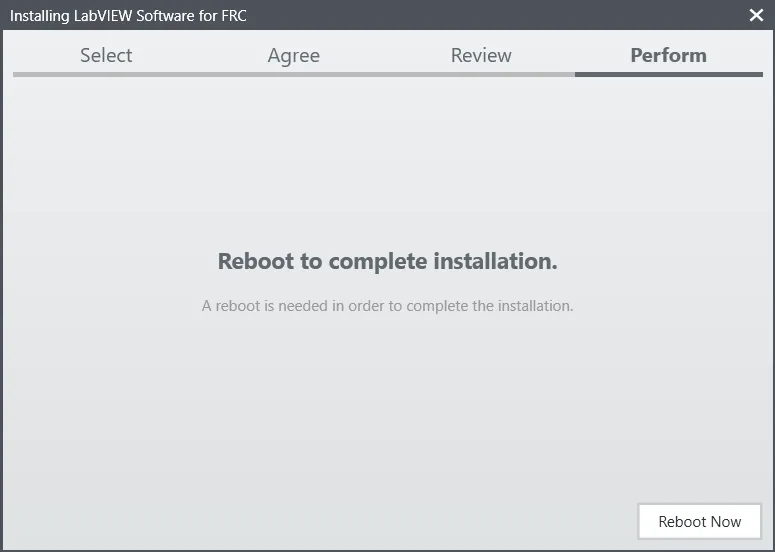 Installing LabVIEW Software for FRC
Select Agree Review Perform
Reboot to complete installation.
A reboot is needed in order to complete the installation.
Reboot Now